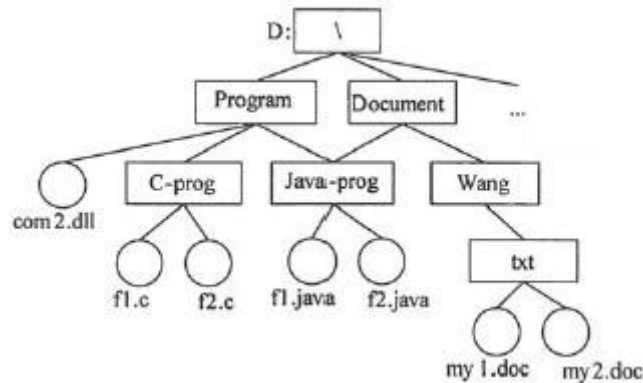 D: \
Program Document ...
C-prog Java-prog Wang
com2.dll
f1.c f2.c f1.java f2.java txt
my1.doc my2.doc